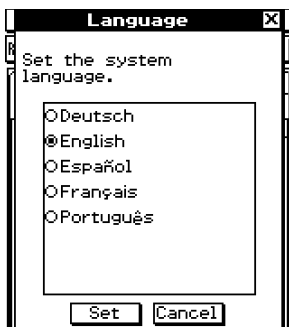 Language
Set the system
language.
Deutsch
English
Español
Français
Português
Set
Cancel